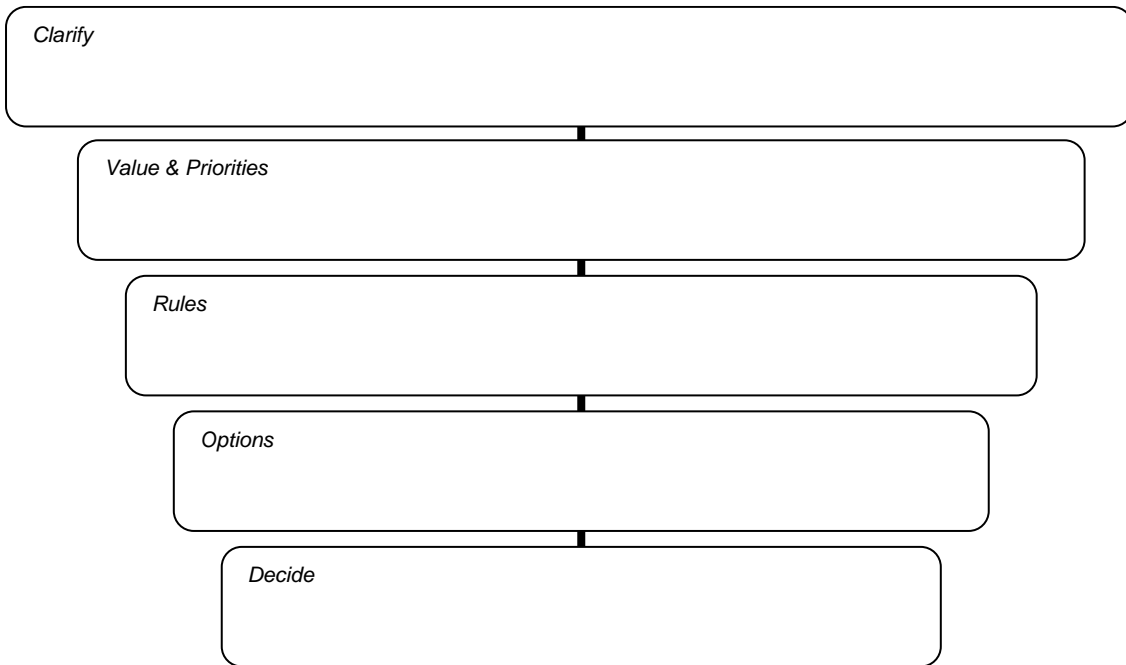 Clarify
Value & Priorities
Rules
Options
Decide